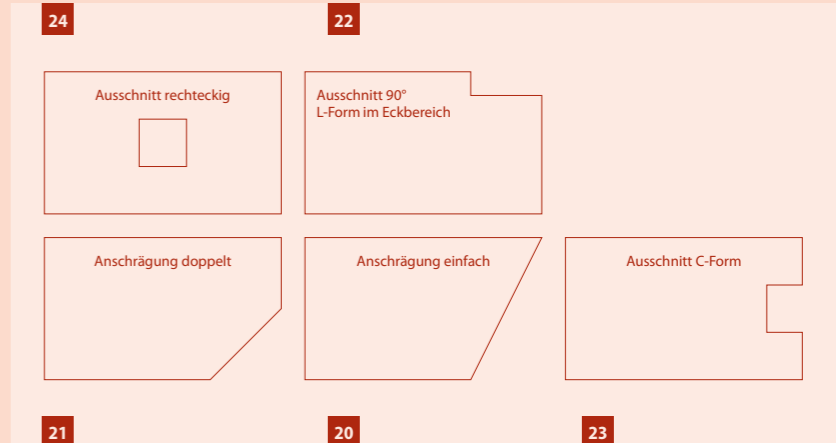 24
22
Ausschnitt rechteckig
Ausschnitt 90°
L-Form im Eckbereich
Anschrägung doppelt
Anschrägung einfach
Ausschnitt C-Form
21
20
23